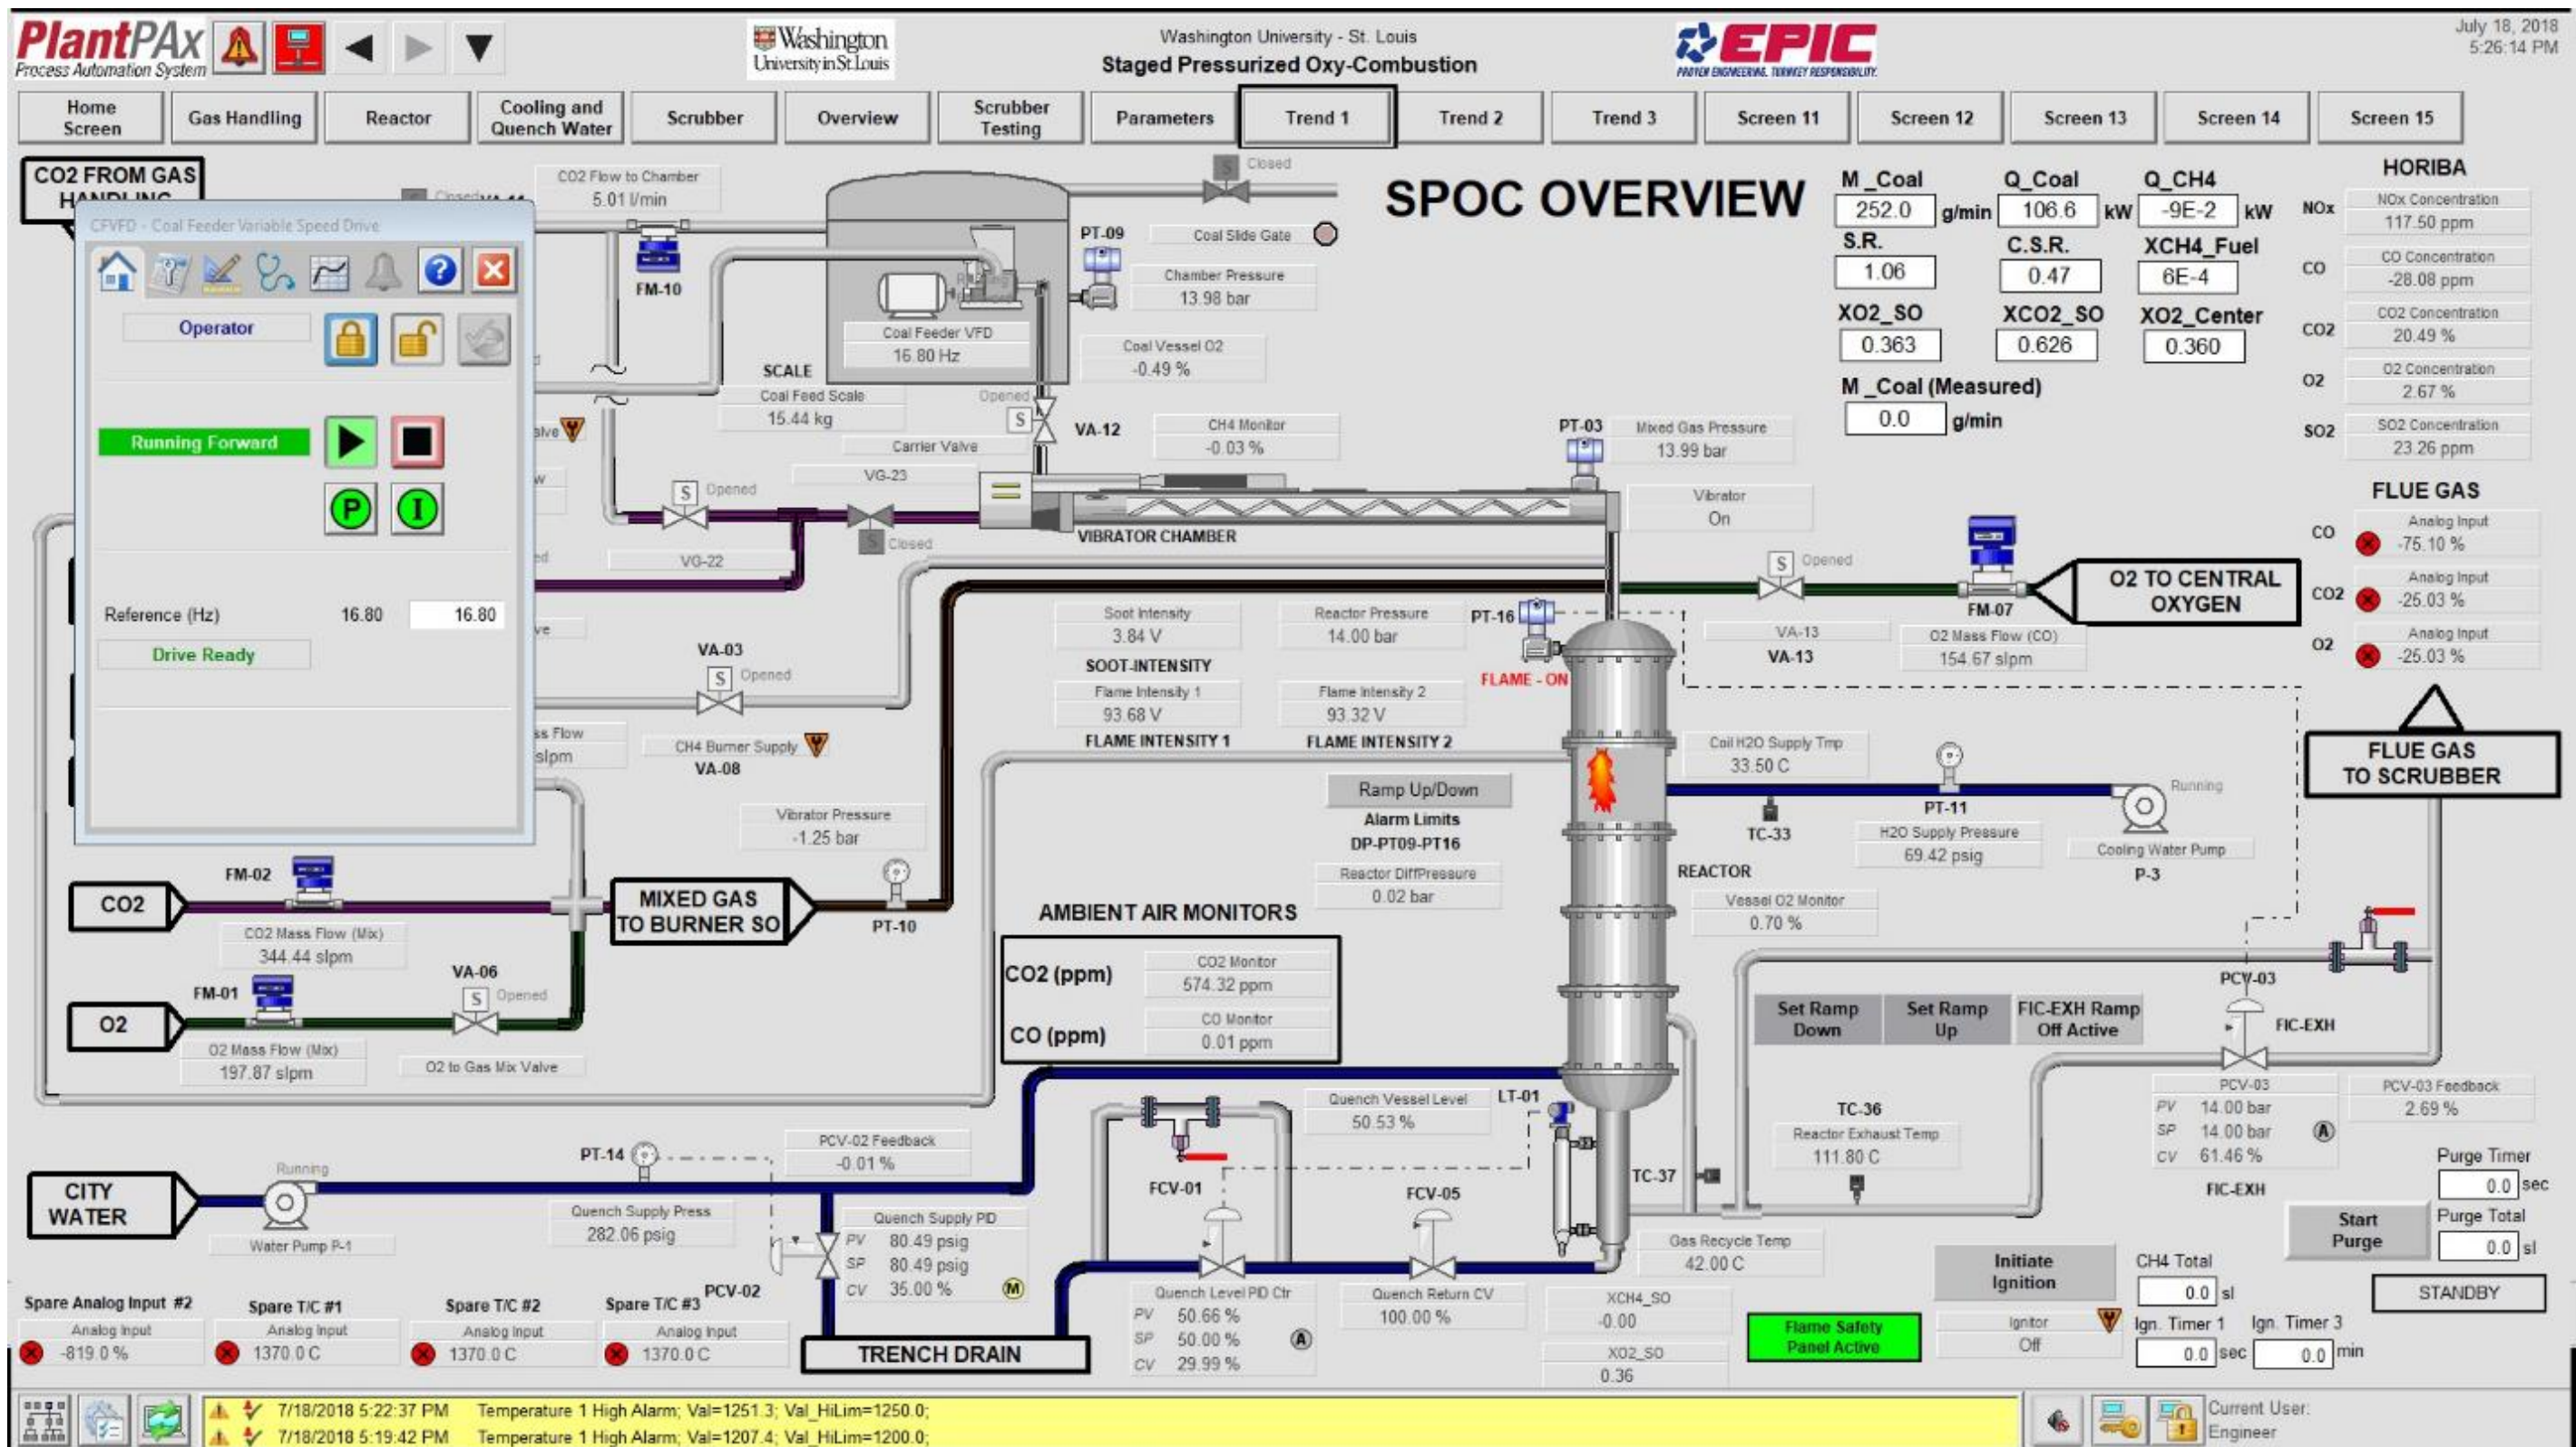 PlantPAx
Process Automation System
Washington
University in St. Louis
Washington University - St. Louis
Staged Pressurized Oxy-Combustion
EPIC
PROVEN ENGINEERING. TURNKEY RESPONSIBILITY.
July 18, 2018
5:26:14 PM
Home Screen
Gas Handling
Reactor
Cooling and Quench Water
Scrubber
Overview
Scrubber Testing
Parameters
Trend 1
Trend 2
Trend 3
Screen 11
Screen 12
Screen 13
Screen 14
Screen 15
CO2 FROM GAS
HANDLING
Closed
CO2 Flow to Chamber
5.01 l/min
FM-10
Closed
SPOC OVERVIEW
PT-09
Coal Slide Gate
Chamber Pressure
13.98 bar
Coal Feeder VFD
16.80 Hz
Coal Vessel O2
-0.49 %
SCALE
Coal Feed Scale
15.44 kg
Opened
S
VA-12
CH4 Monitor
-0.03 %
Carrier Valve
VG-23
S
Opened
S
Closed
VG-22
VIBRATOR CHAMBER
PT-03
Mixed Gas Pressure
13.99 bar
Vibrator
On
M_Coal
252.0 g/min
Q_Coal
106.6 kW
Q_CH4
-9E-2 kW
S.R.
1.06
C.S.R.
0.47
XCH4_Fuel
6E-4
XO2_SO
0.363
XCO2_SO
0.626
XO2_Center
0.360
M_Coal (Measured)
0.0 g/min
HORIBA
NOx
NOx Concentration
117.50 ppm
CO
CO Concentration
-28.08 ppm
CO2
CO2 Concentration
20.49 %
O2
O2 Concentration
2.67 %
SO2
SO2 Concentration
23.26 ppm
FLUE GAS
CO
Analog Input
-75.10 %
CO2
Analog Input
-25.03 %
O2
Analog Input
-25.03 %
CFVFD - Coal Feeder Variable Speed Drive
Operator
Running Forward
P
I
Reference (Hz) 16.80 16.80
Drive Ready
VA-03
S
Opened
slpm
CH4 Burner Supply
VA-08
Soot Intensity
3.84 V
SOOT-INTENSITY
Reactor Pressure
14.00 bar
PT-16
FLAME - ON
Flame Intensity 1
93.68 V
FLAME INTENSITY 1
Flame Intensity 2
93.32 V
FLAME INTENSITY 2
S
Opened
VA-13
VA-13
FM-07
O2 Mass Flow (CO)
154.67 slpm
O2 TO CENTRAL
OXYGEN
FLUE GAS
TO SCRUBBER
Ramp Up/Down
Alarm Limits
DP-PT09-PT16
Reactor DiffPressure
0.02 bar
Coil H2O Supply Tmp
33.50 C
TC-33
PT-11
H2O Supply Pressure
69.42 psig
Running
Cooling Water Pump
P-3
REACTOR
Vessel O2 Monitor
0.70 %
Vibrator Pressure
-1.25 bar
PT-10
CO2
FM-02
CO2 Mass Flow (Mix)
344.44 slpm
MIXED GAS
TO BURNER SO
O2
FM-01
O2 Mass Flow (Mix)
197.87 slpm
VA-06
S
Opened
O2 to Gas Mix Valve
AMBIENT AIR MONITORS
CO2 (ppm)
CO2 Monitor
574.32 ppm
CO (ppm)
CO Monitor
0.01 ppm
Set Ramp Down
Set Ramp Up
FIC-EXH Ramp Off Active
PCV-03
FIC-EXH
PCV-03
PV 14.00 bar
SP 14.00 bar
CV 61.46 %
A
FIC-EXH
PCV-03 Feedback
2.69 %
TC-36
Reactor Exhaust Temp
111.80 C
TC-37
Quench Vessel Level
50.53 %
LT-01
FCV-01
FCV-05
CITY
WATER
Running
Water Pump P-1
PT-14
Quench Supply Press
282.06 psig
PCV-02 Feedback
-0.01 %
Quench Supply PID
PV 80.49 psig
SP 80.49 psig
CV 35.00 %
M
PCV-02
TRENCH DRAIN
Quench Level PID Ctr
PV 50.66 %
SP 50.00 %
CV 29.99 %
A
Quench Return CV
100.00 %
Gas Recycle Temp
42.00 C
XCH4_SO
-0.00
XO2_SO
0.36
Flame Safety
Panel Active
Initiate
Ignition
Ignitor
Off
CH4 Total
0.0 sl
Ign. Timer 1
0.0 sec
Ign. Timer 3
0.0 min
Start
Purge
Purge Timer
0.0 sec
Purge Total
0.0 sl
STANDBY
Spare Analog Input #2
Analog Input
-819.0 %
Spare T/C #1
Analog Input
1370.0 C
Spare T/C #2
Analog Input
1370.0 C
Spare T/C #3
Analog Input
1370.0 C
7/18/2018 5:22:37 PM Temperature 1 High Alarm; Val=1251.3; Val_HiLim=1250.0;
7/18/2018 5:19:42 PM Temperature 1 High Alarm; Val=1207.4; Val_HiLim=1200.0;
Current User:
Engineer